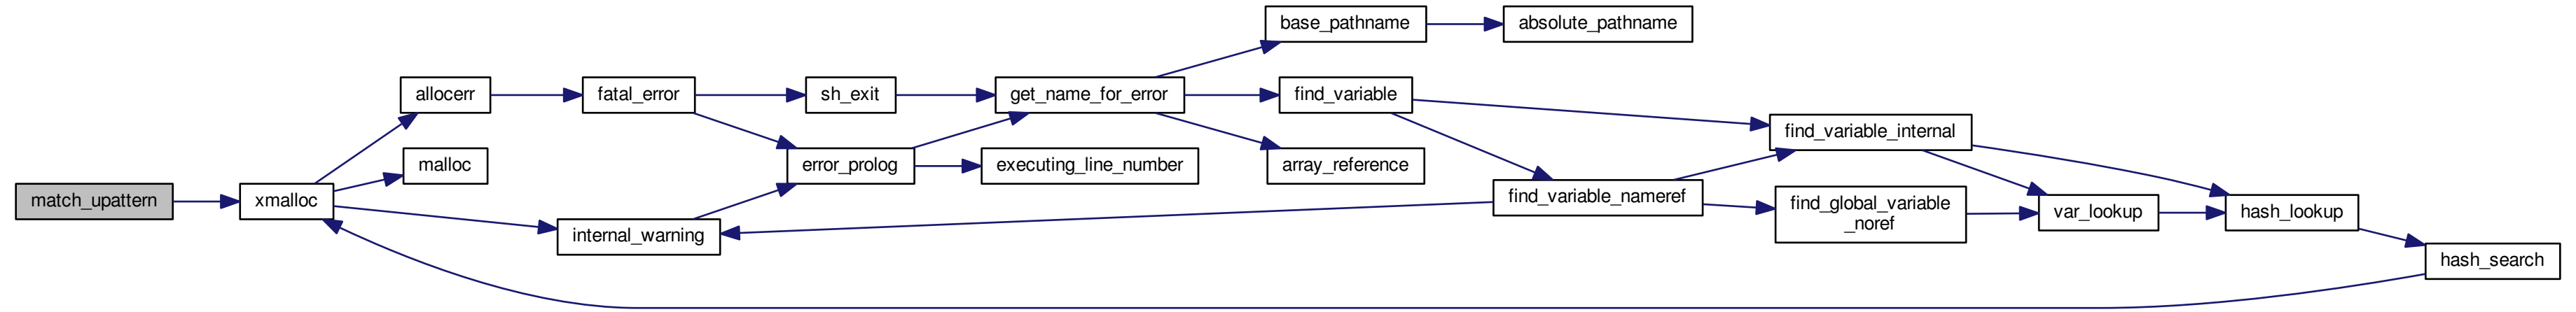 match_upattern
xmalloc
allocerr
malloc
internal_warning
fatal_error
sh_exit
error_prolog
get_name_for_error
executing_line_number
base_pathname
absolute_pathname
find_variable
array_reference
find_variable_nameref
find_variable_internal
find_global_variable
_noref
var_lookup
hash_lookup
hash_search